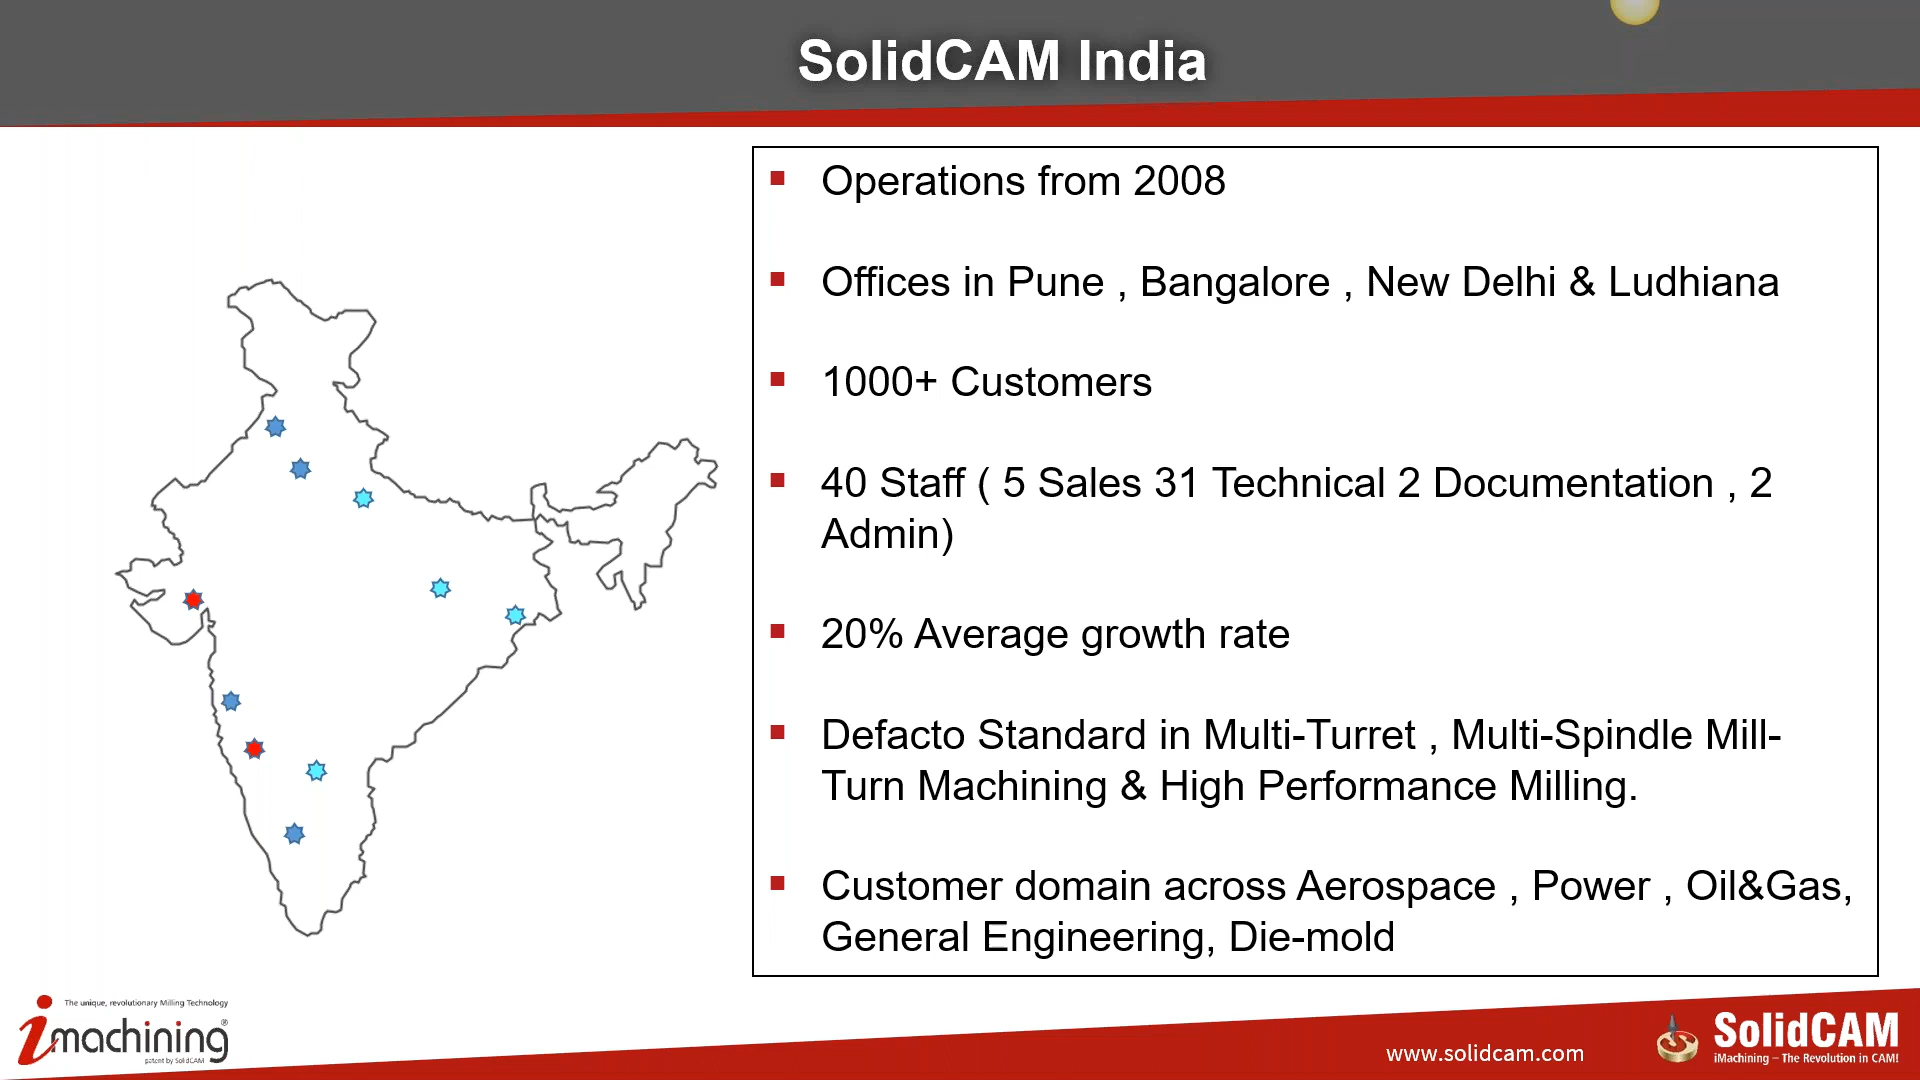 SolidCAM India
▪ Operations from 2008
▪ Offices in Pune , Bangalore , New Delhi & Ludhiana
▪ 1000+ Customers
▪ 40 Staff ( 5 Sales 31 Technical 2 Documentation , 2
Admin)
▪ 20% Average growth rate
▪ Defacto Standard in Multi-Turret , Multi-Spindle Mill-
Turn Machining & High Performance Milling.
▪ Customer domain across Aerospace , Power , Oil&Gas,
General Engineering, Die-mold
The unique, revolutionary Milling Technology
imachining®
patent by SolidCAM
www.solidcam.com
SolidCAM
iMachining – The Revolution in CAM!